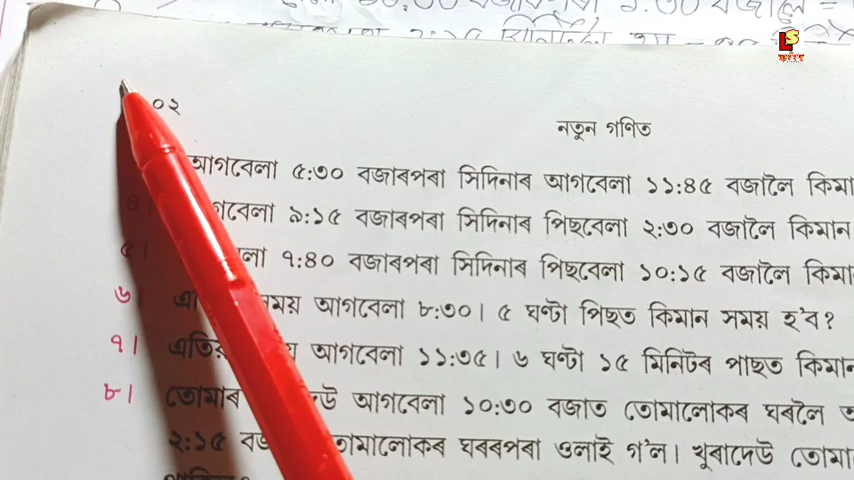 ০২
নতুন গণিত
আগবেলা ৫:৩০ বজাৰপৰা সিদিনাৰ আগবেলা ১১:৪৫ বজালৈ কিমা
৪। গবেলা ৯:১৫ বজাৰপৰা সিদিনাৰ পিছবেলা ২:৩০ বজালৈ কিমান
৫। লা ৭:৪০ বজাৰপৰা সিদিনাৰ পিছবেলা ১০:১৫ বজালৈ কিমা
৬। সময় আগবেলা ৮:৩০। ৫ ঘণ্টা পিছত কিমান সময় হ'ব?
৭। আগবেলা ১১:৩৫। ৬ ঘণ্টা ১৫ মিনিটৰ পাছত কিমান
৮। তোমাৰ দেউ আগবেলা ১০:৩০ বজাত তোমালোকৰ ঘৰলৈ
২:১৫ তোমালোকৰ ঘৰৰপৰা ওলাই গ'ল। খুৰাদেউ তোমা